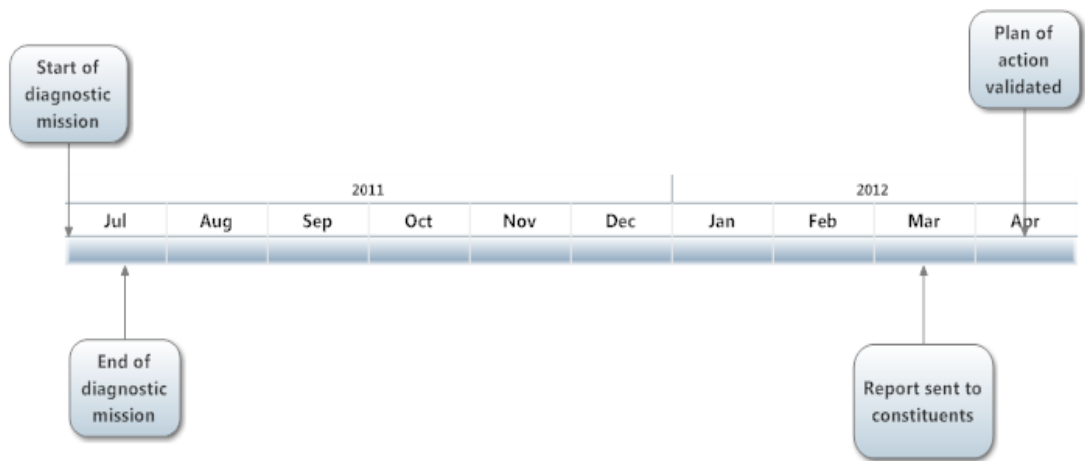 Plan of
action
validated
Start of
diagnostic
mission
2011 2012
Jul Aug Sep Oct Nov Dec Jan Feb Mar Apr
End of
diagnostic
mission
Report sent to
constituents